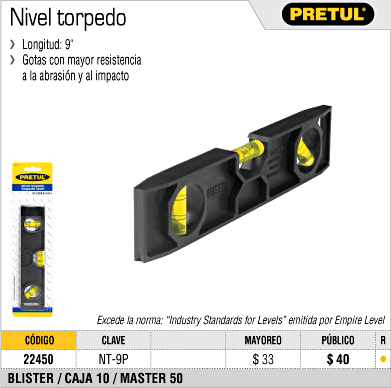 Nivel torpedo
PRETUL®
Longitud: 9"
Gotas con mayor resistencia
a la abrasión y al impacto
PRETUL
Excede la norma: "Industry Standards for Levels" emitida por Empire Level
CÓDIGO CLAVE MAYOREO PÚBLICO R
22450 NT-9P $ 33 $ 40
BLISTER / CAJA 10 / MASTER 50